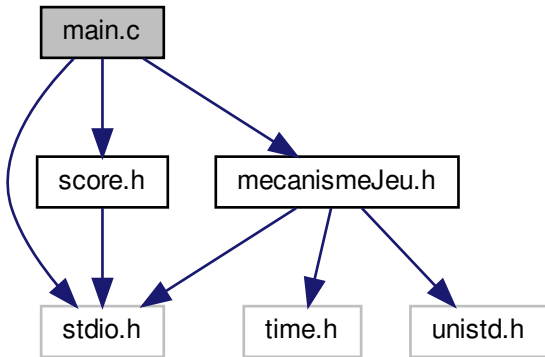 main.c
score.h
mecanismeJeu.h
stdio.h
time.h
unistd.h